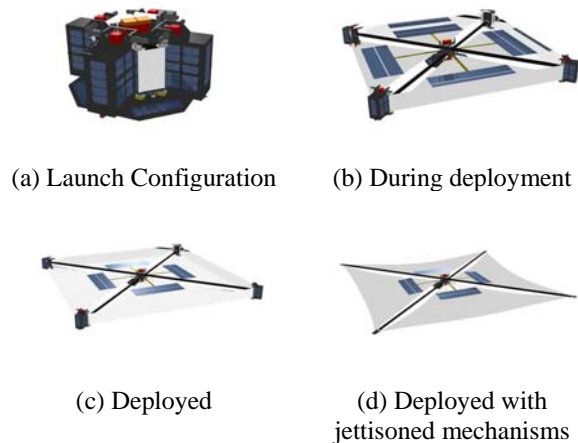 (a) Launch Configuration
(b) During deployment
(c) Deployed
(d) Deployed with
jettisoned mechanisms